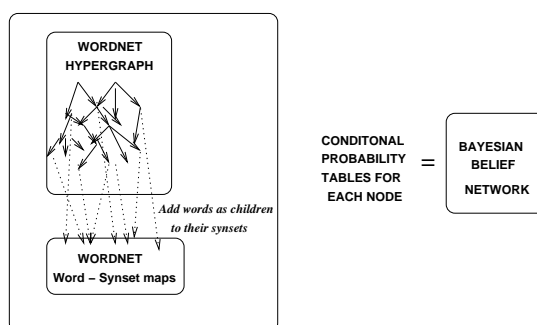 WORDNET
HYPERGRAPH
Add words as children
to their synsets
WORDNET
Word – Synset maps
CONDITONAL
PROBABILITY
TABLES FOR
EACH NODE
=
BAYESIAN
BELIEF
NETWORK